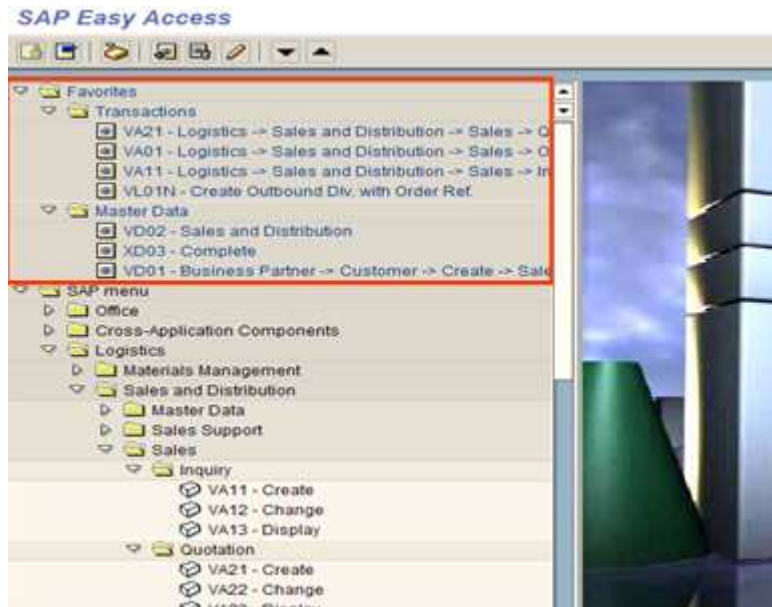 SAP Easy Access
Favorites
Transactions
VA21 - Logistics -> Sales and Distribution -> Sales -> Q
VA01 - Logistics -> Sales and Distribution -> Sales -> O
VA11 - Logistics -> Sales and Distribution -> Sales -> In
VL01N - Create Outbound Dlv. with Order Ref.
Master Data
VD02 - Sales and Distribution
XD03 - Complete
VD01 - Business Partner -> Customer -> Create -> Sale
SAP menu
Office
Cross-Application Components
Logistics
Materials Management
Sales and Distribution
Master Data
Sales Support
Sales
Inquiry
VA11 - Create
VA12 - Change
VA13 - Display
Quotation
VA21 - Create
VA22 - Change